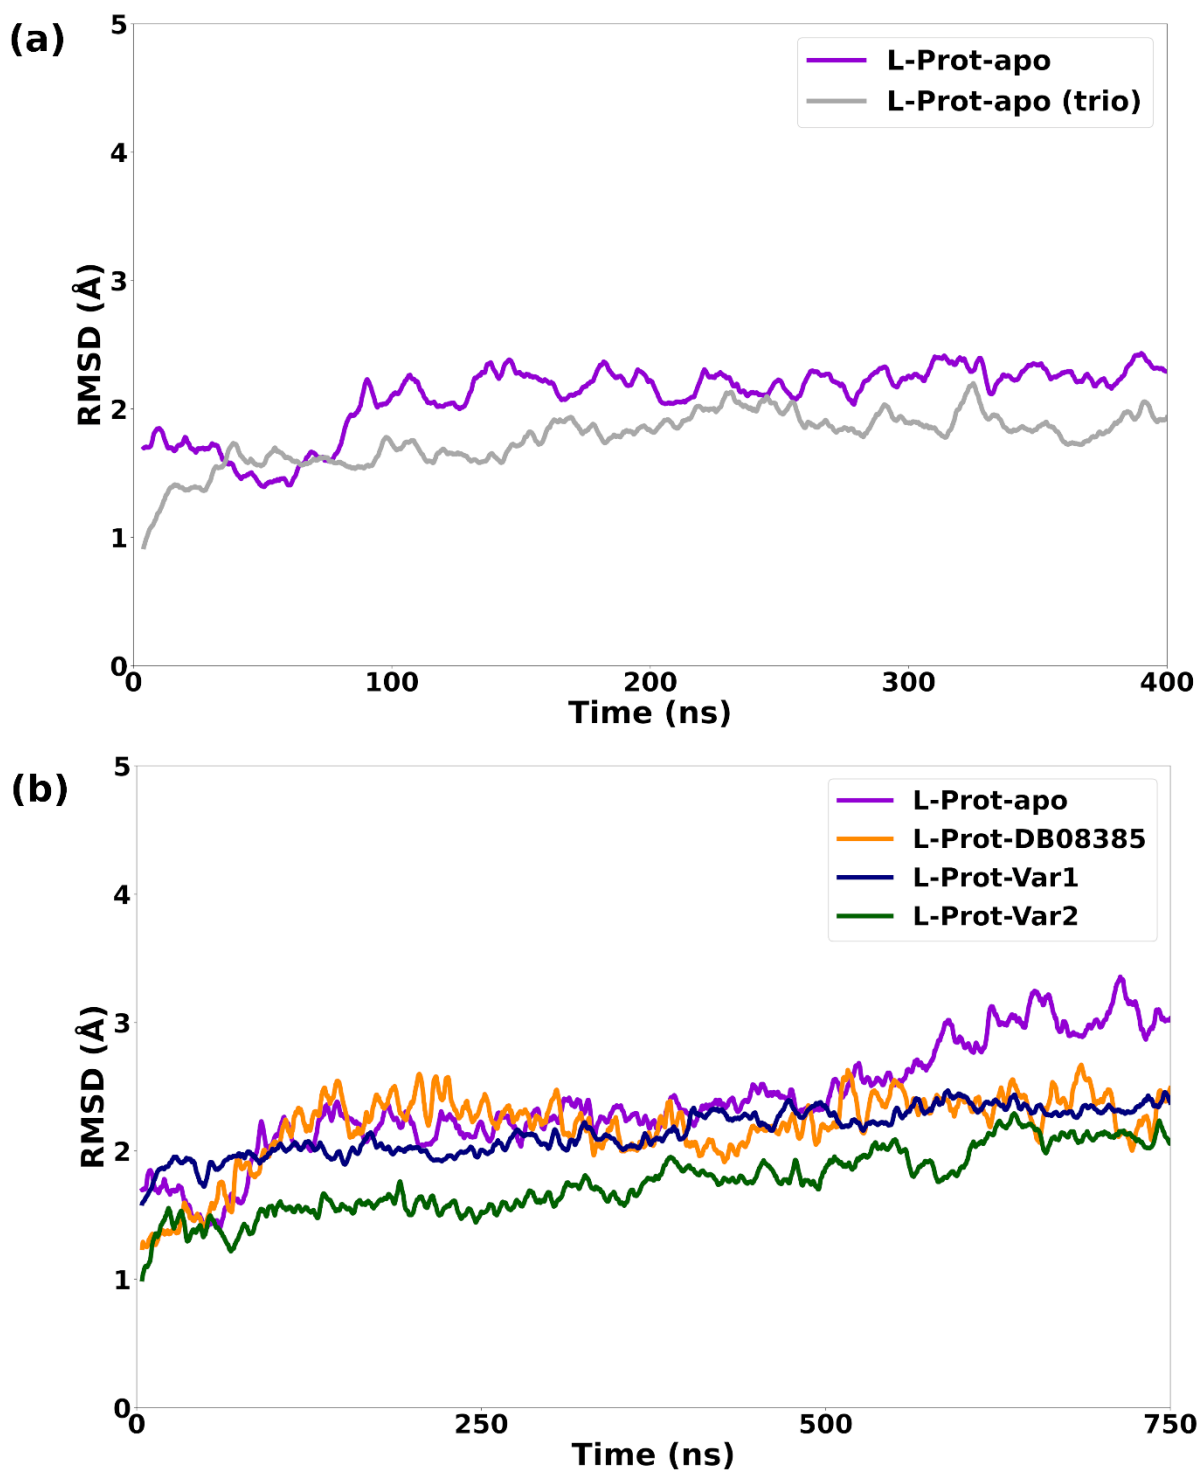 (a)
L-Prot-apo
L-Prot-apo (trio)
5
4
3
2
1
0
RMSD (Å)
0 100 200 300 400
Time (ns)
(b)
L-Prot-apo
L-Prot-DB08385
L-Prot-Var1
L-Prot-Var2
5
4
3
2
1
0
RMSD (Å)
0 250 500 750
Time (ns)